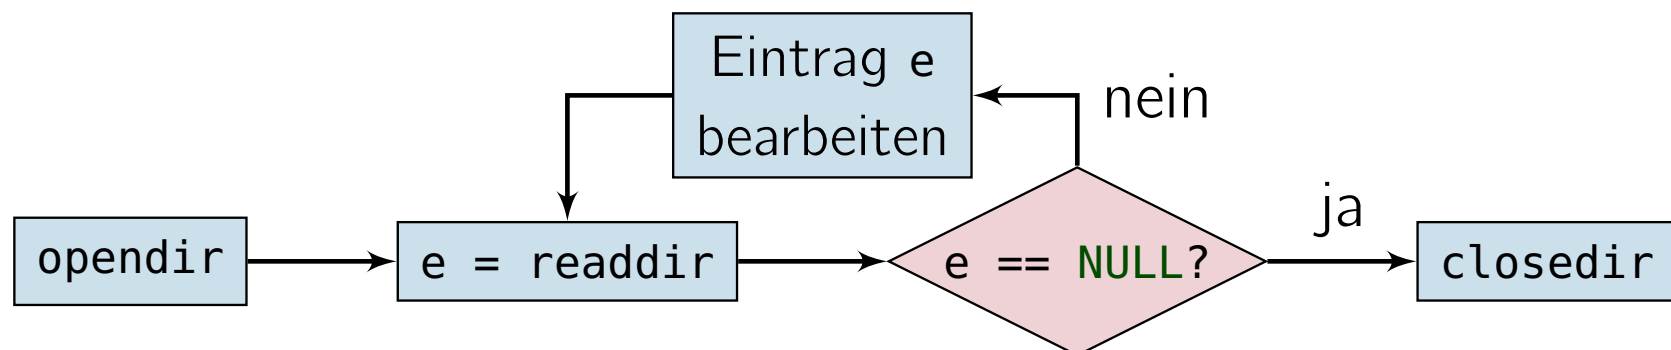 Eintrag e
bearbeiten
nein
ja
opendir
e = readdir
e == NULL?
closedir